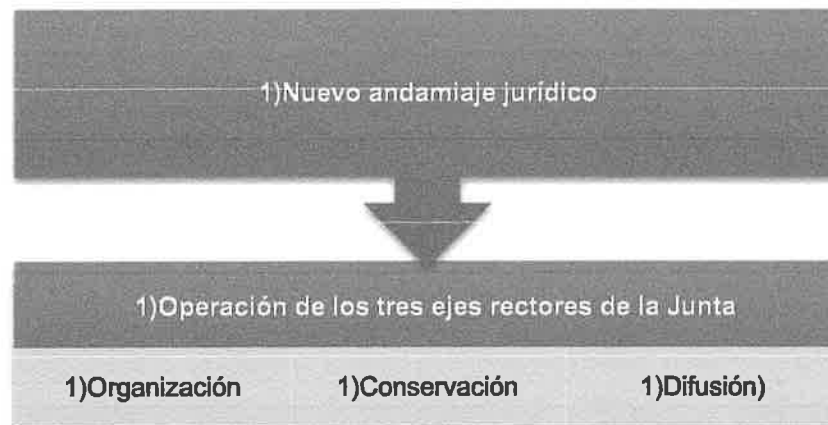 1)Nuevo andamiaje jurídico
1)Operación de los tres ejes rectores de la Junta
1)Organización 1)Conservación 1)Difusión)